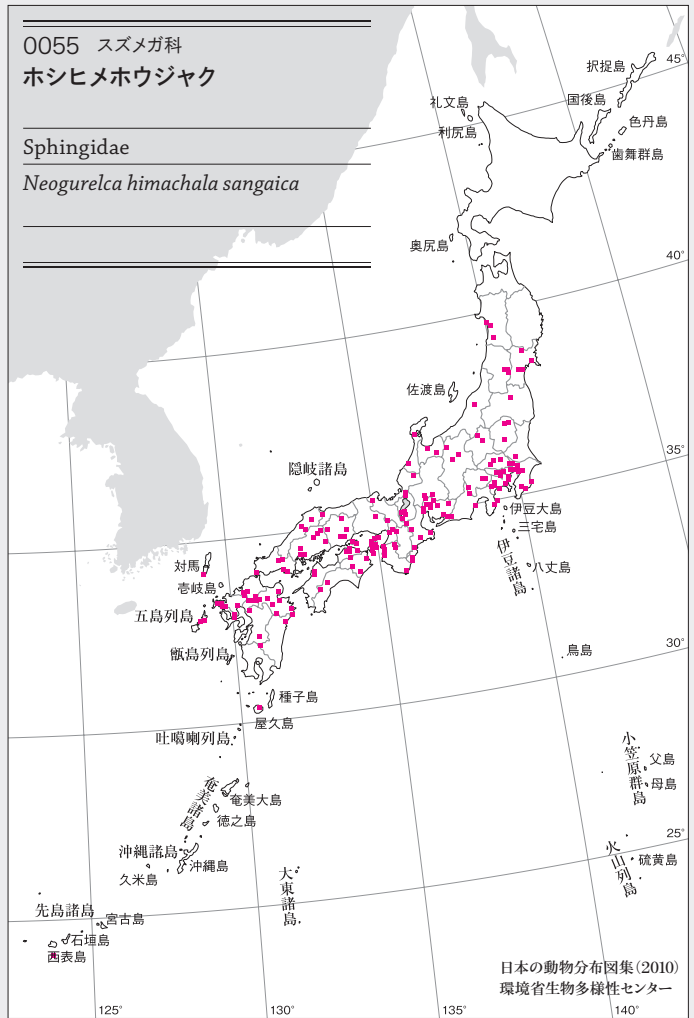 0055 スズメガ科
ホシヒメホウジャク
Sphingidae
Neogurelca himachala sangaica
択捉島
45°
国後島
礼文島
色丹島
利尻島
歯舞群島
奥尻島
40°
佐渡島
35°
隠岐諸島
伊豆大島
三宅島
伊豆諸島
八丈島
対馬
壱岐島
五島列島
甑島列島
鳥島
30°
種子島
屋久島
吐噶喇列島
小笠原群島
父島
母島
奄美諸島
奄美大島
徳之島
25°
沖縄諸島
沖縄島
久米島
火山列島
硫黄島
大東諸島
先島諸島
宮古島
石垣島
西表島
日本の動物分布図集(2010)
環境省生物多様性センター
125°
130°
135°
140°